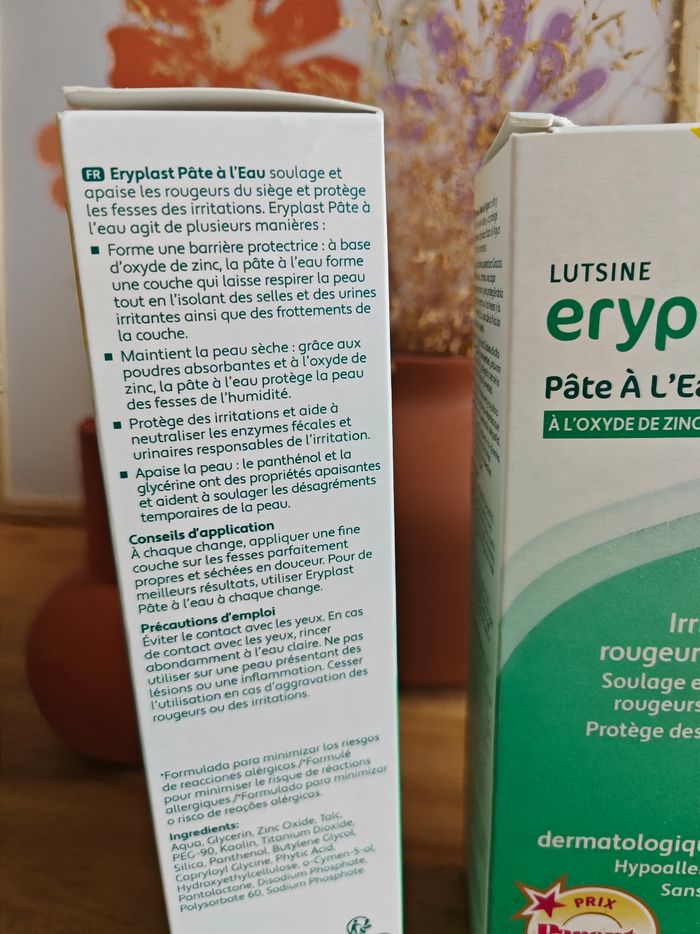 FR Eryplast Pâte à l'Eau soulage et
apaise les rougeurs du siège et protège
les fesses des irritations. Eryplast Pâte à
l'eau agit de plusieurs manières :
■ Forme une barrière protectrice : à base
d'oxyde de zinc, la pâte à l'eau forme
une couche qui laisse respirer la peau
tout en l'isolant des selles et des urines
irritantes ainsi que des frottements de
la couche.
■ Maintient la peau sèche : grâce aux
poudres absorbantes et à l'oxyde de
zinc, la pâte à l'eau protège la peau
des fesses de l'humidité.
■ Protège des irritations et aide à
neutraliser les enzymes fécales et
urinaires responsables de l'irritation.
■ Apaise la peau : le panthénol et la
glycérine ont des propriétés apaisantes
et aident à soulager les désagréments
temporaires de la peau.
Conseils d'application
À chaque change, appliquer une fine
couche sur les fesses parfaitement
propres et séchées en douceur. Pour de
meilleurs résultats, utiliser Eryplast
Pâte à l'eau à chaque change.
Précautions d'emploi
Éviter le contact avec les yeux. En cas
de contact avec les yeux, rincer
abondamment à l'eau claire. Ne pas
utiliser sur une peau présentant des
lésions ou une inflammation. Cesser
l'utilisation en cas d'aggravation des
rougeurs ou des irritations.
*Formulada para minimizar los riesgos
de reacciones alérgicas./*Formulé
pour minimiser le risque de réactions
allergiques./*Formulado para minimizar
o risco de reações alérgicas.
Ingredients:
Aqua, Glycerin, Zinc Oxide, Talc,
PEG-90, Kaolin, Titanium Dioxide,
Silica, Panthenol, Butylene Glycol,
Capryloyl Glycine, Phytic Acid,
Hydroxyethylcellulose, o-Cymen-5-ol,
Pantolactone, Disodium Phosphate,
Polysorbate 60, Sodium Phosphate.
LUTSINE
eryp
Pâte À L'Ea
À L'OXYDE DE ZINC
Irri
rougeur
Soulage e
rougeurs
Protège des
dermatologiqu
Hypoalle
Sans
PRIX